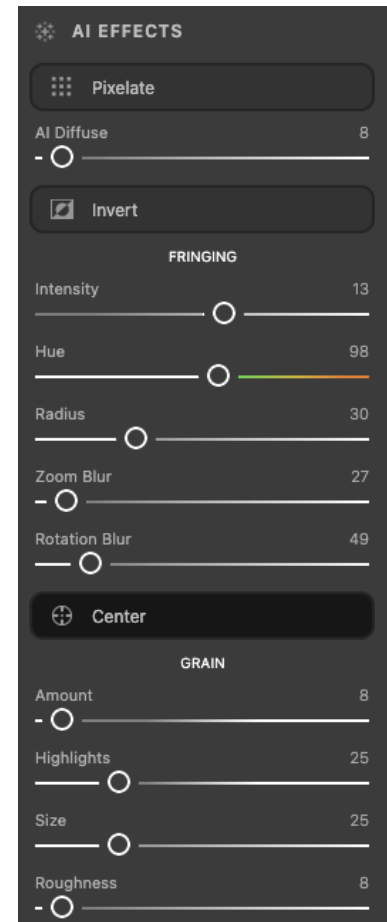 AI EFFECTS
Pixelate
AI Diffuse 8
Invert
FRINGING
Intensity 13
Hue 98
Radius 30
Zoom Blur 27
Rotation Blur 49
Center
GRAIN
Amount 8
Highlights 25
Size 25
Roughness 8